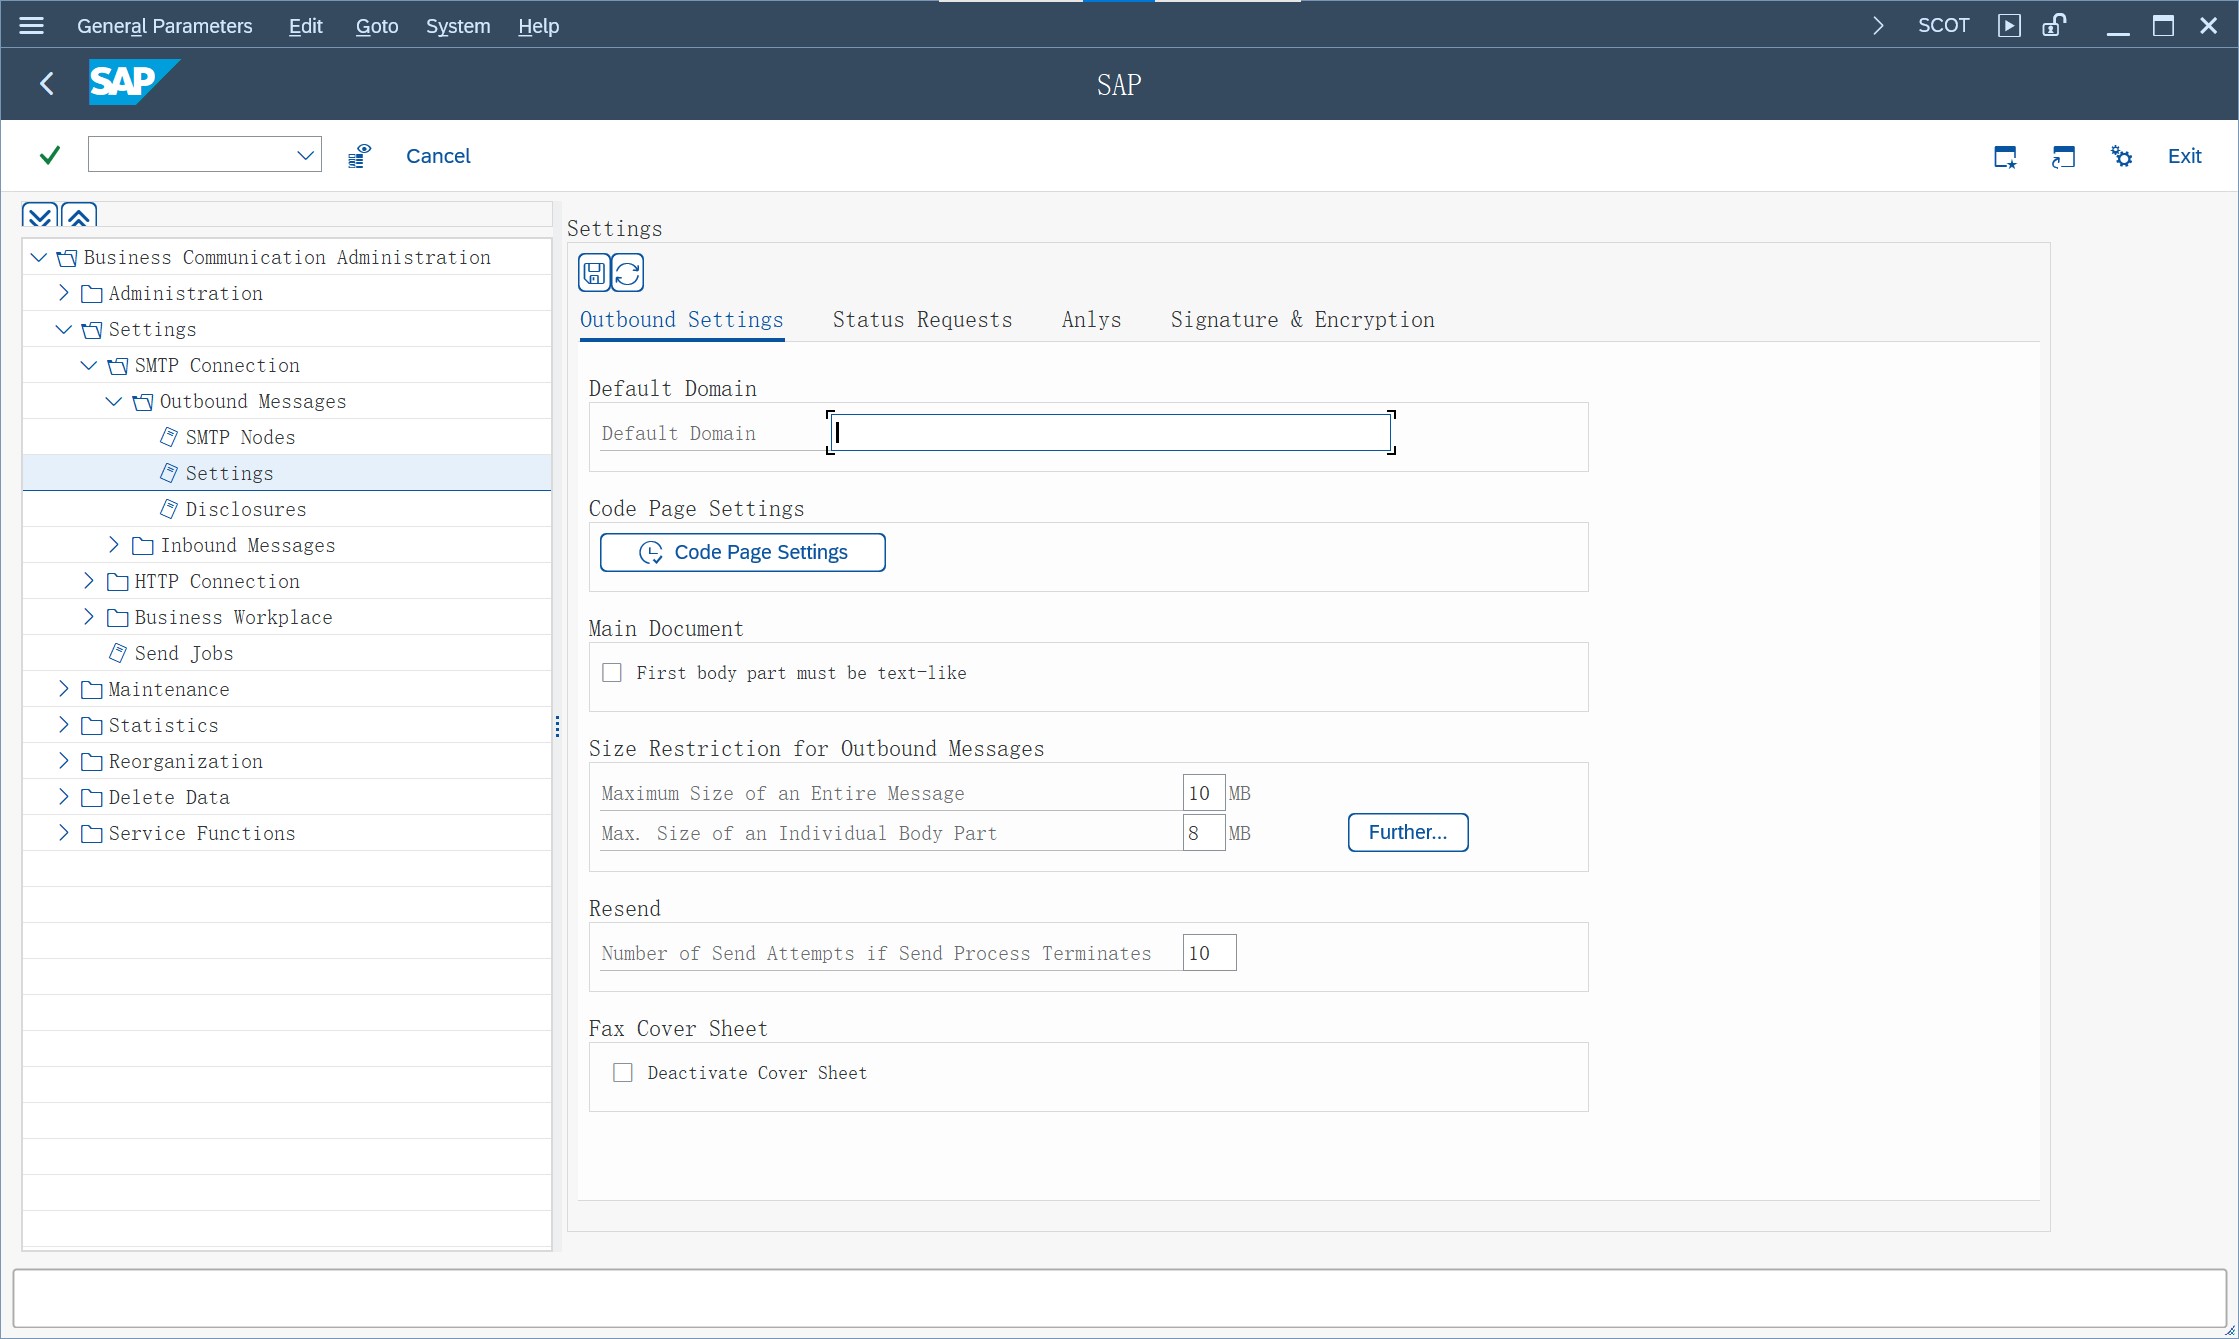 General Parameters Edit Goto System Help SCOT
SAP SAP
Cancel Exit
Business Communication Administration
Administration
Settings
SMTP Connection
Outbound Messages
SMTP Nodes
Settings
Disclosures
Inbound Messages
HTTP Connection
Business Workplace
Send Jobs
Maintenance
Statistics
Reorganization
Delete Data
Service Functions
Settings
Outbound Settings Status Requests Anlys Signature & Encryption
Default Domain
Default Domain
Code Page Settings
Code Page Settings
Main Document
First body part must be text-like
Size Restriction for Outbound Messages
Maximum Size of an Entire Message 10 MB
Max. Size of an Individual Body Part 8 MB Further...
Resend
Number of Send Attempts if Send Process Terminates 10
Fax Cover Sheet
Deactivate Cover Sheet